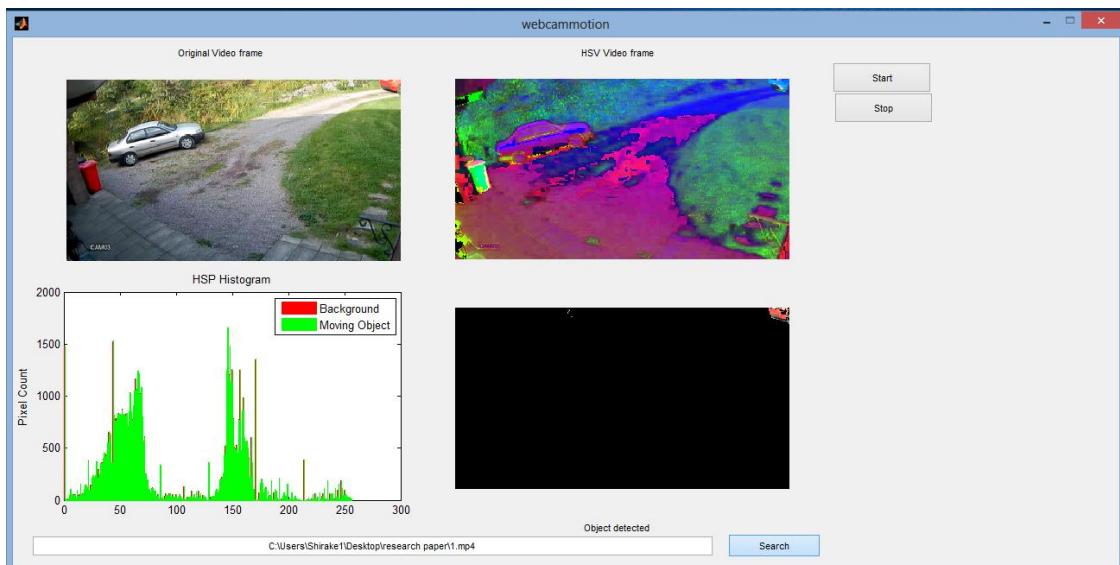 webcammotion
Original Video frame
HSV Video frame
Start
Stop
CAM03
HSP Histogram
Background
Moving Object
Pixel Count
2000
1500
1000
500
0
0 50 100 150 200 250 300
Object detected
C:\Users\Shirake1\Desktop\research paper\1.mp4
Search